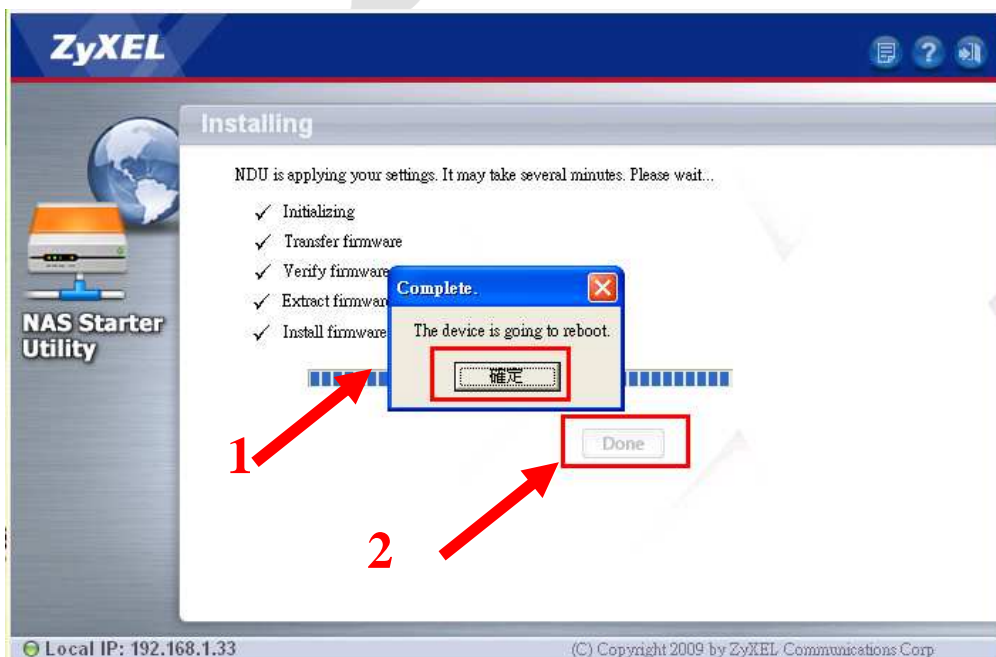 ZyXEL
Installing
NDU is applying your settings. It may take several minutes. Please wait...
✓ Initializing
✓ Transfer firmware
✓ Verify firmware
✓ Extract
✓ Install firmware
Complete.
The device is going to reboot.
確定
Done
1
2
NAS Starter
Utility
Local IP: 192.168.1.33
(C) Copyright 2009 by ZyXEL Communications Corp